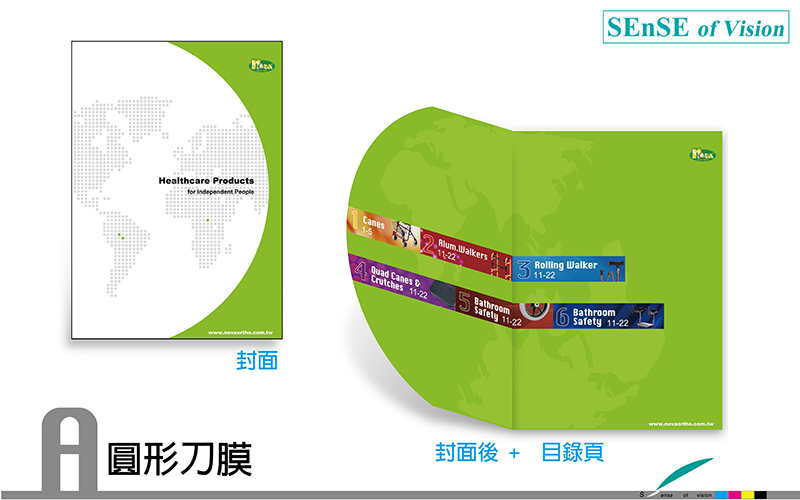 SEnSE of Vision
nova
Healthcare Products
for Independent People
www.novaortho.com.tw
封面
nova
1 Canes
1-5
2 Alum.Walkers
11-22
3 Rolling Walker
11-22
4 Quad Canes &
Crutches 11-22
5 Bathroom
Safety 11-22
6 Bathroom
Safety 11-22
www.novaortho.com.tw
封面後 + 目錄頁
A 圓形刀膜
Sense of vision